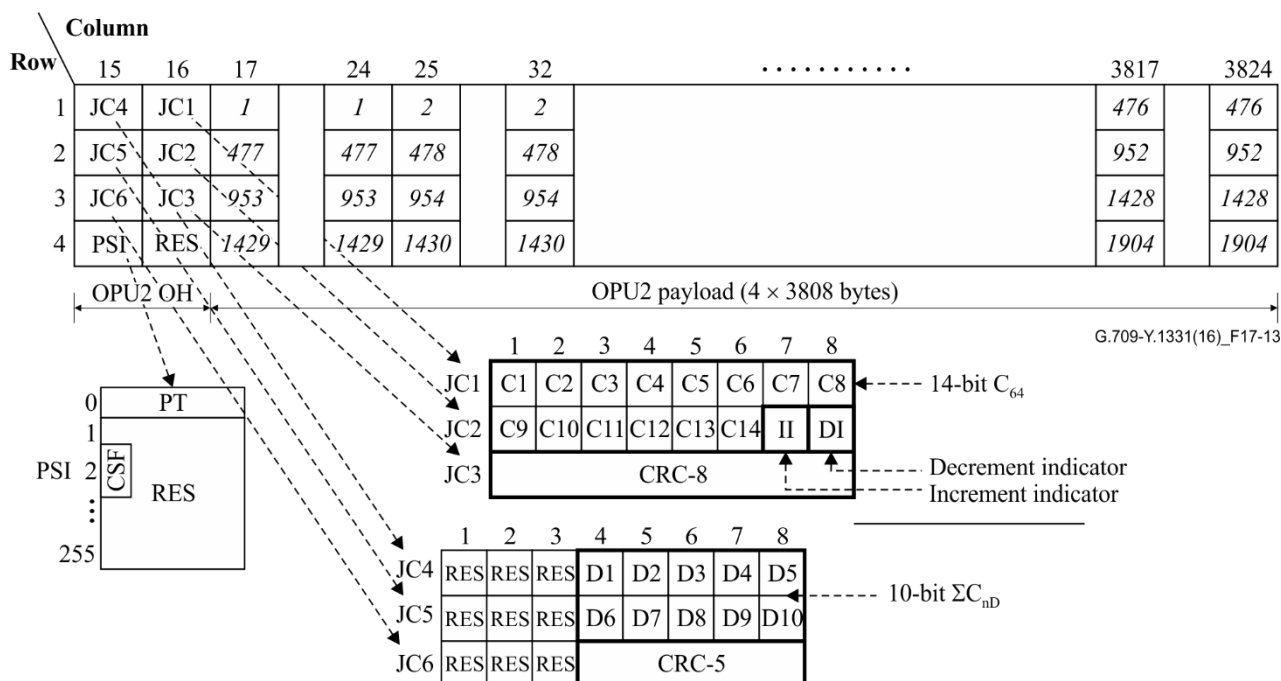 Column
Row 15 16 17 24 25 32 ........... 3817 3824
1 JC4 JC1 1 1 2 2 476 476
2 JC5 JC2 477 477 478 478 952 952
3 JC6 JC3 953 953 954 954 1428 1428
4 PSI RES 1429 1429 1430 1430 1904 1904
OPU2 OH OPU2 payload (4 × 3808 bytes)
G.709-Y.1331(16)_F17-13
1 2 3 4 5 6 7 8
JC1 C1 C2 C3 C4 C5 C6 C7 C8 14-bit C64
JC2 C9 C10 C11 C12 C13 C14 II DI
JC3 CRC-8
Decrement indicator
Increment indicator
0 PT
1
PSI 2 CSF RES
⋮
255
1 2 3 4 5 6 7 8
JC4 RES RES RES D1 D2 D3 D4 D5
10-bit ΣCnD
JC5 RES RES RES D6 D7 D8 D9 D10
JC6 RES RES RES CRC-5